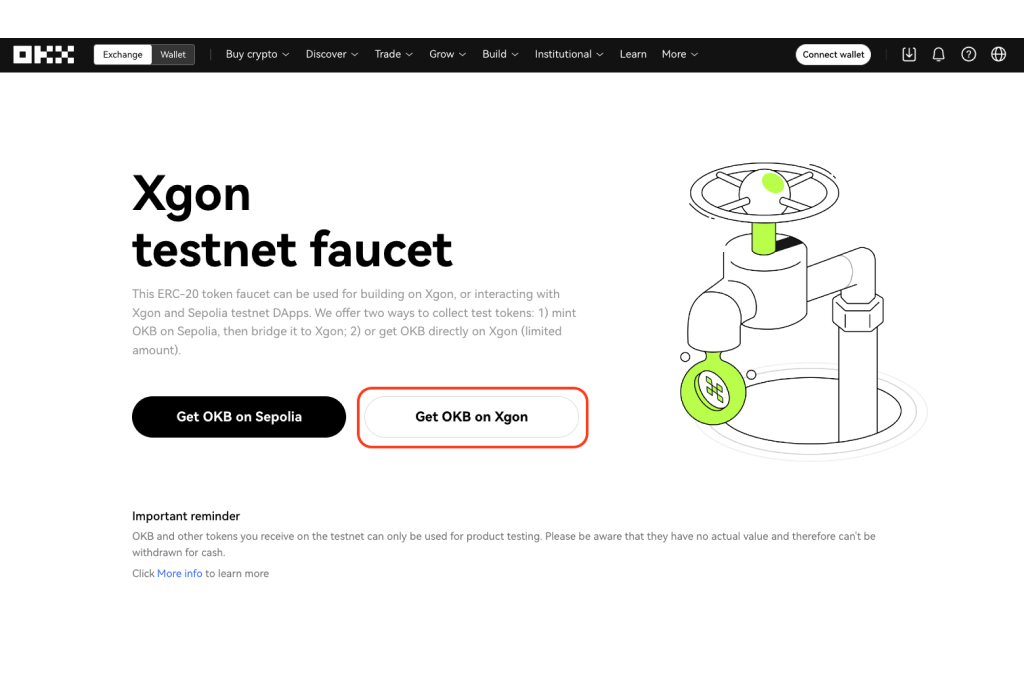 OKX
Exchange Wallet Buy crypto Discover Trade Grow Build Institutional Learn More Connect wallet
Xgon
testnet faucet
This ERC-20 token faucet can be used for building on Xgon, or interacting with
Xgon and Sepolia testnet DApps. We offer two ways to collect test tokens: 1) mint
OKB on Sepolia, then bridge it to Xgon; 2) or get OKB directly on Xgon (limited
amount).
Get OKB on Sepolia Get OKB on Xgon
Important reminder
OKB and other tokens you receive on the testnet can only be used for product testing. Please be aware that they have no actual value and therefore can't be
withdrawn for cash.
Click More info to learn more